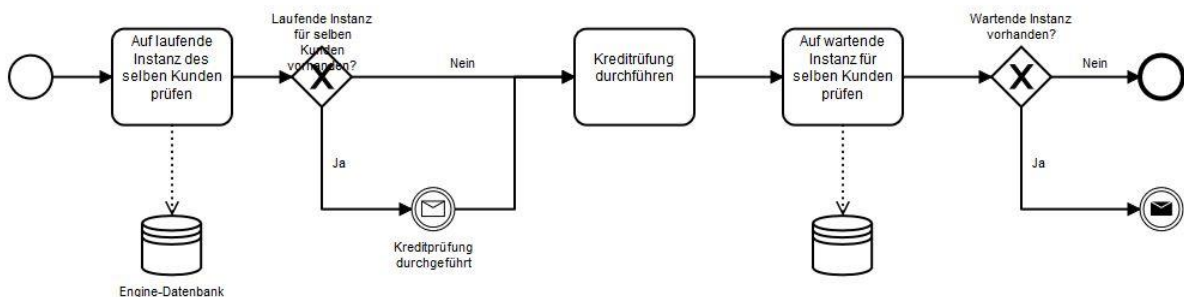 Auf laufende
Instanz des
selben Kunden
prüfen
Laufende Instanz
für selben
Kunden
vorhanden?
Nein
Ja
Kreditprüfung
durchgeführt
Kreditrüfung
durchführen
Auf wartende
Instanz für
selben Kunden
prüfen
Wartende Instanz
vorhanden?
Nein
Ja
Engine-Datenbank